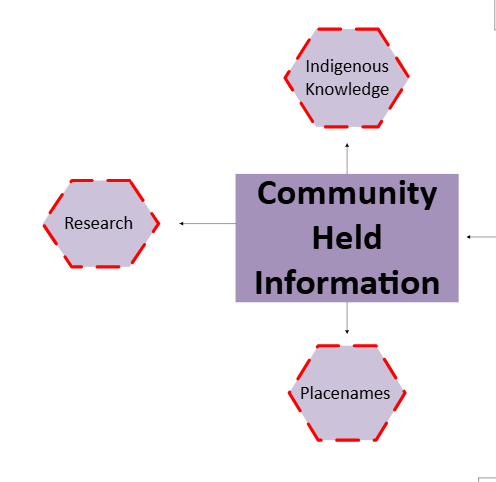 Indigenous
Knowledge
Research
Community
Held
Information
Placenames